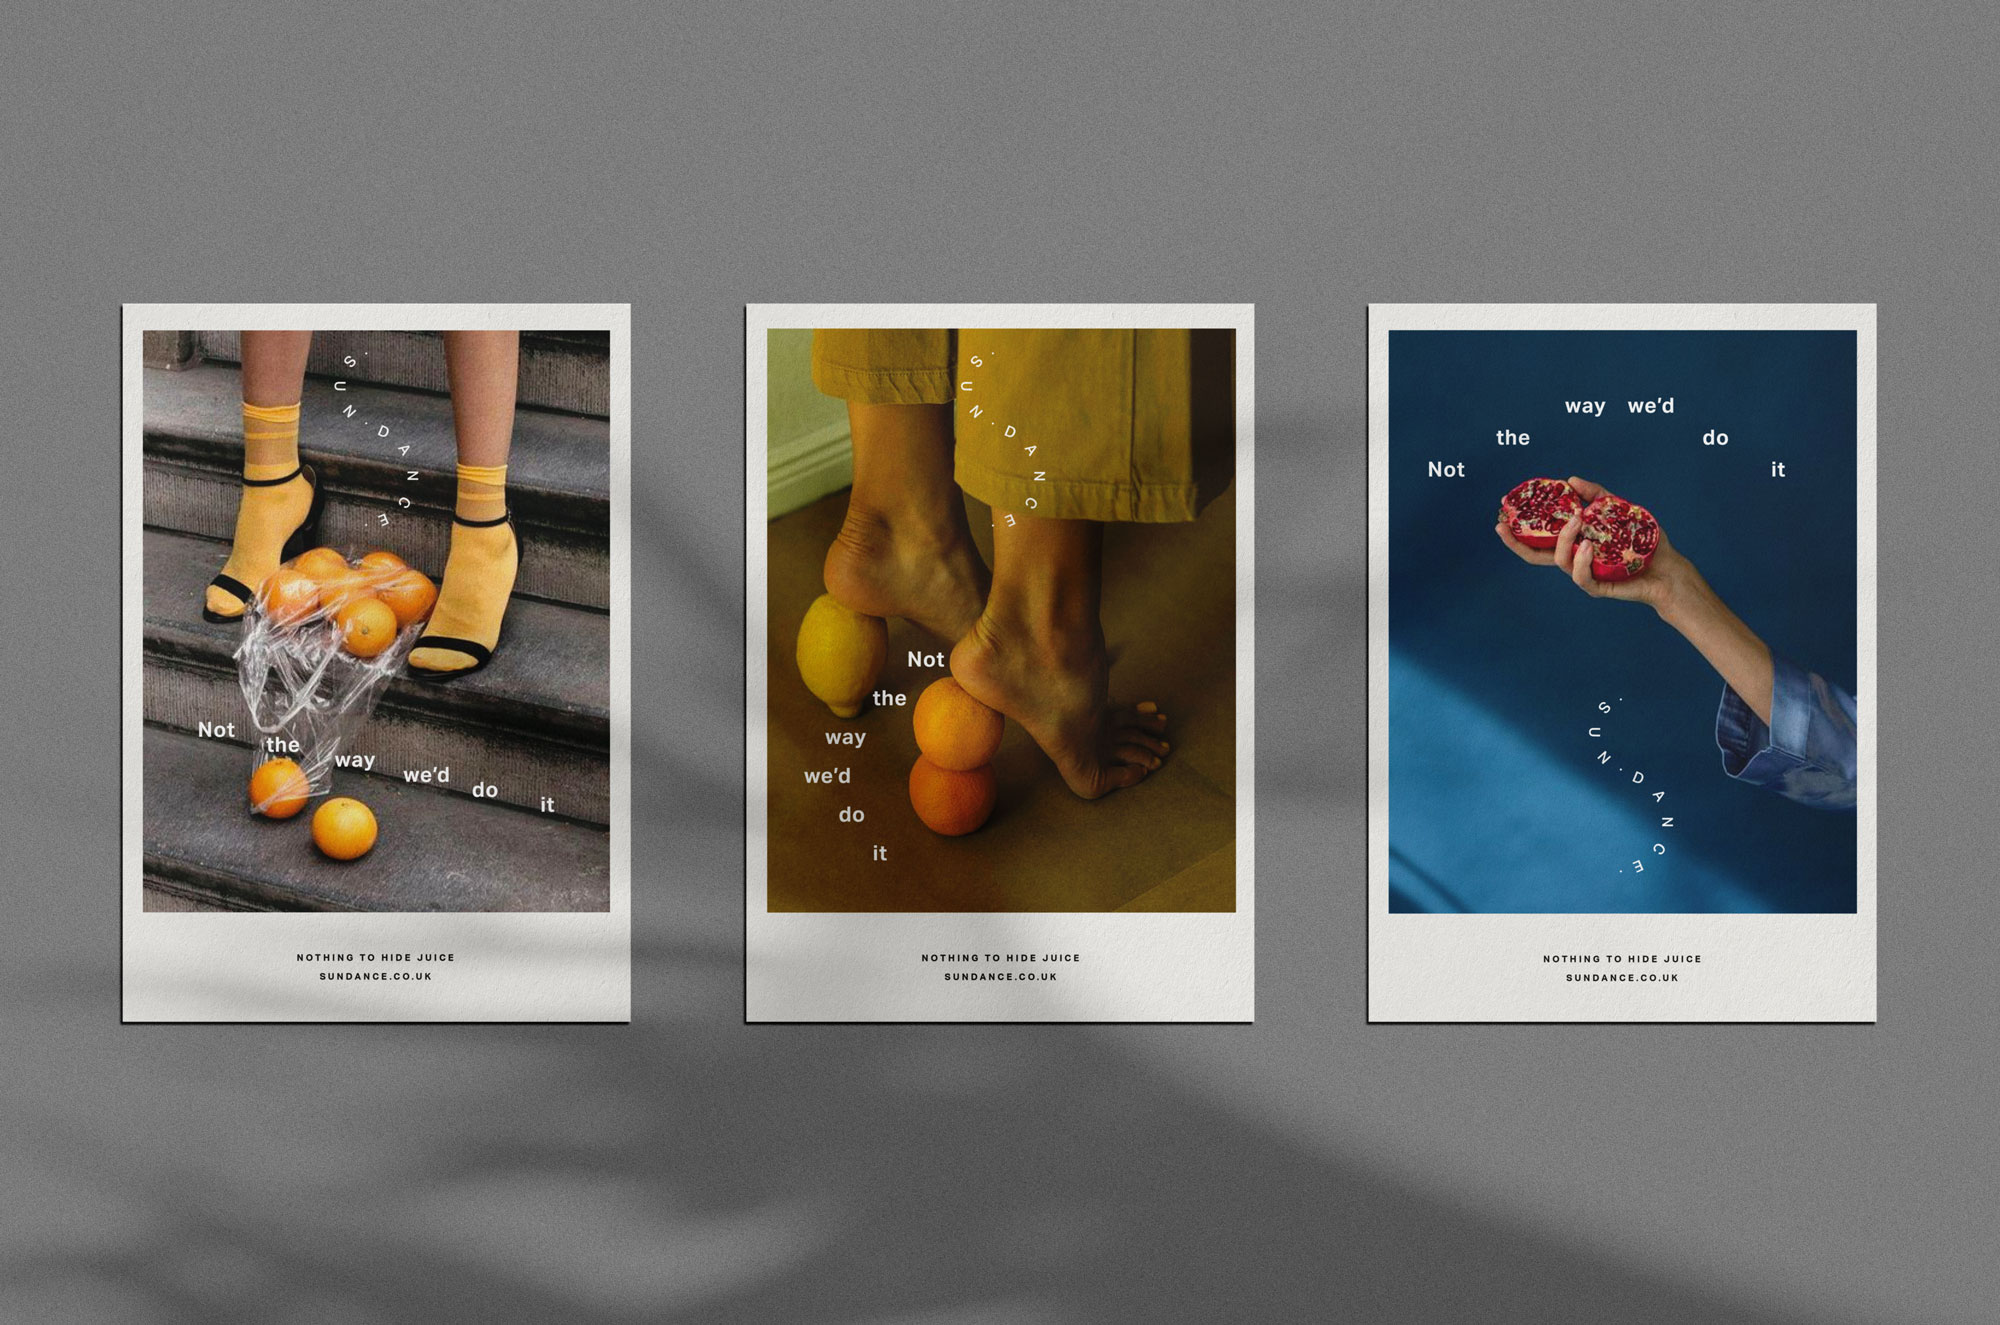 S U N . D A N C E .
Not the way we'd do it
NOTHING TO HIDE JUICE
SUNDANCE.CO.UK
S U N . D A N C E .
Not
the
way
we'd
do
it
NOTHING TO HIDE JUICE
SUNDANCE.CO.UK
way we'd
the do
Not it
S U N . D A N C E .
NOTHING TO HIDE JUICE
SUNDANCE.CO.UK